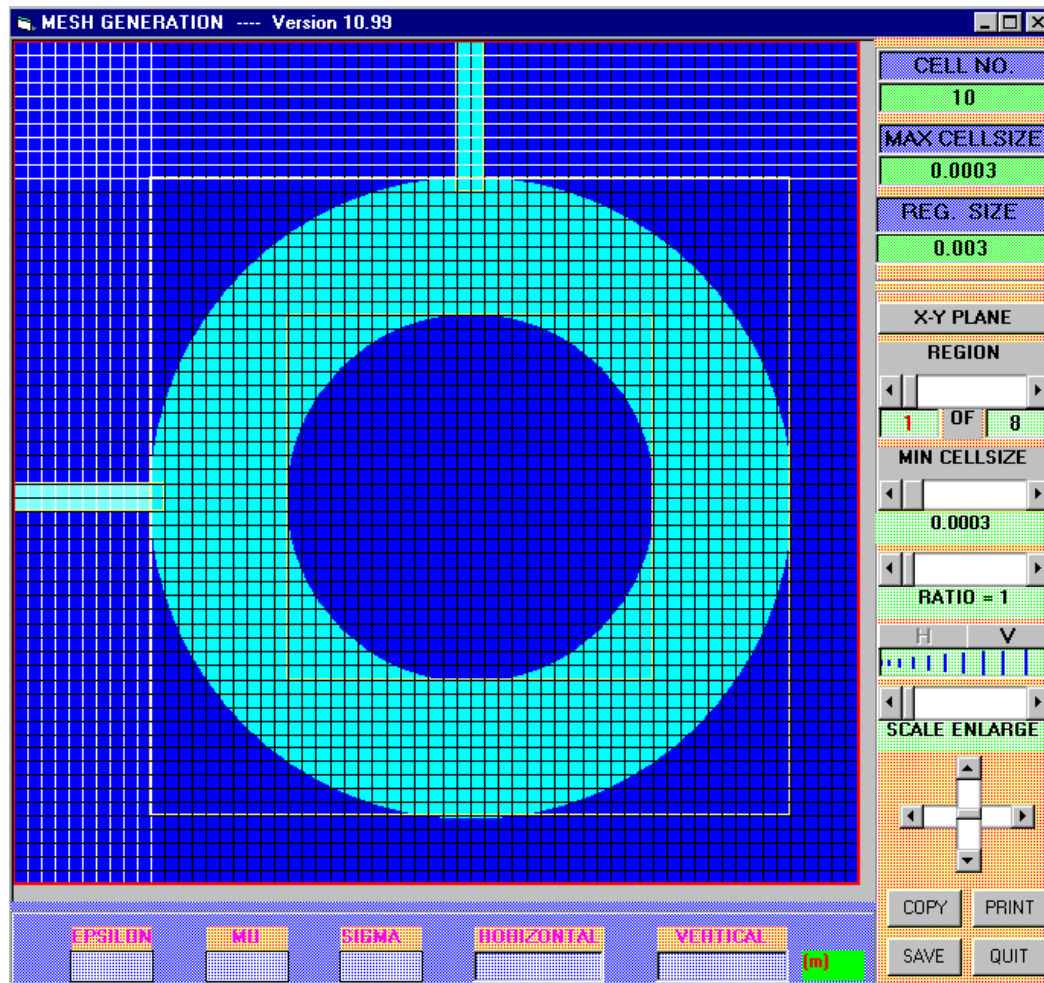 MESH GENERATION ---- Version 10.99
CELL NO.
10
MAX CELLSIZE
0.0003
REG. SIZE
0.003
X-Y PLANE
REGION
1 OF 8
MIN CELLSIZE
0.0003
RATIO = 1
H V
SCALE ENLARGE
COPY PRINT
SAVE QUIT
EPSILON MU SIGMA HORIZONTAL VERTICAL
(m)